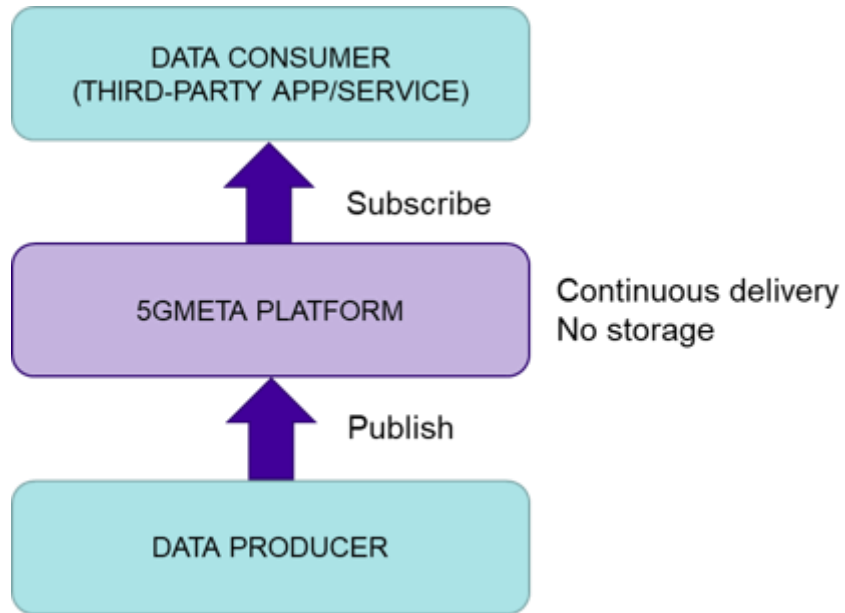 DATA CONSUMER
(THIRD-PARTY APP/SERVICE)
Subscribe
5GMETA PLATFORM
Continuous delivery
No storage
Publish
DATA PRODUCER